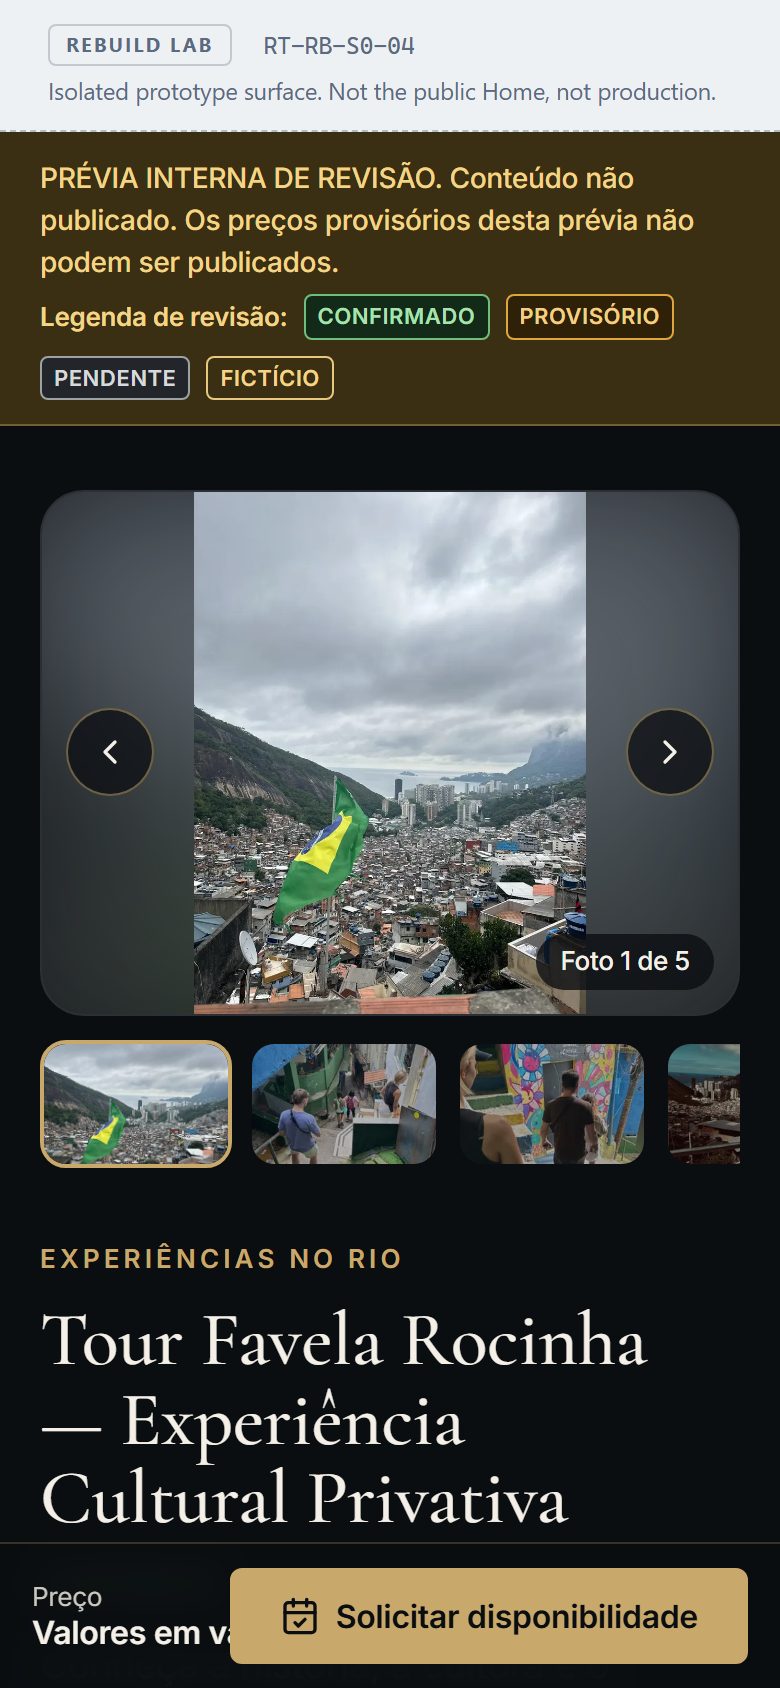 REBUILD LAB RT-RB-S0-04
Isolated prototype surface. Not the public Home, not production.
PRÉVIA INTERNA DE REVISÃO. Conteúdo não
publicado. Os preços provisórios desta prévia não
podem ser publicados.
Legenda de revisão: CONFIRMADO PROVISÓRIO
PENDENTE FICTÍCIO
Foto 1 de 5
EXPERIÊNCIAS NO RIO
Tour Favela Rocinha
— Experiência
Cultural Privativa
Preço
Valores em
Solicitar disponibilidade